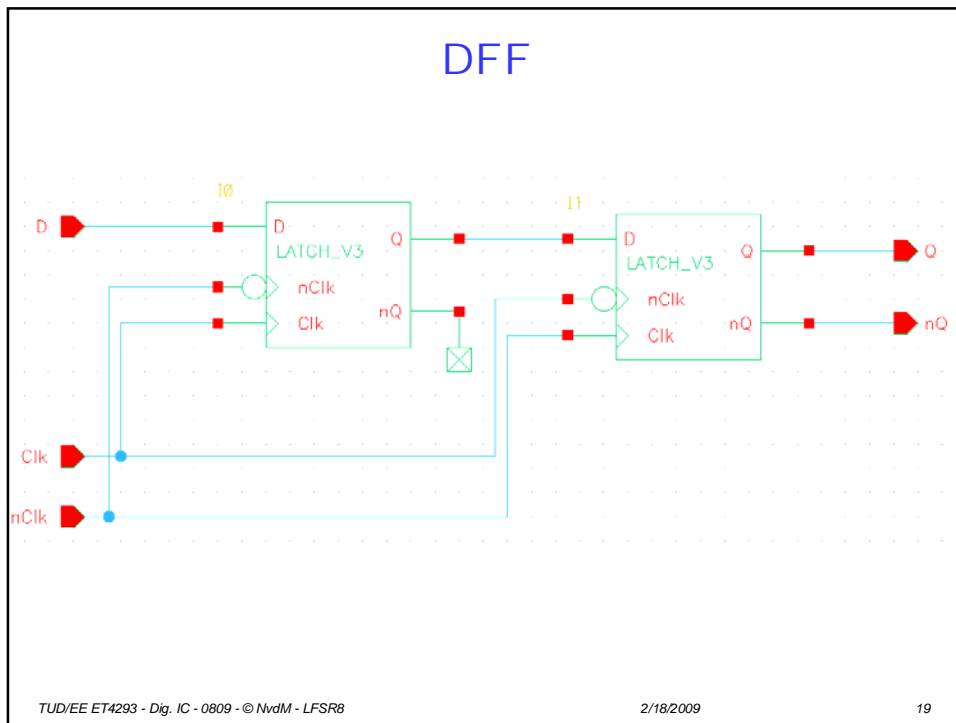 DFF
I0
I1
D
D
Q
LATCH_V3
nClk
nQ
Clk
D
Q
LATCH_V3
nClk
nQ
Clk
Q
nQ
Clk
nClk
TUD/EE ET4293 - Dig. IC - 0809 - © NvdM - LFSR8
2/18/2009
19